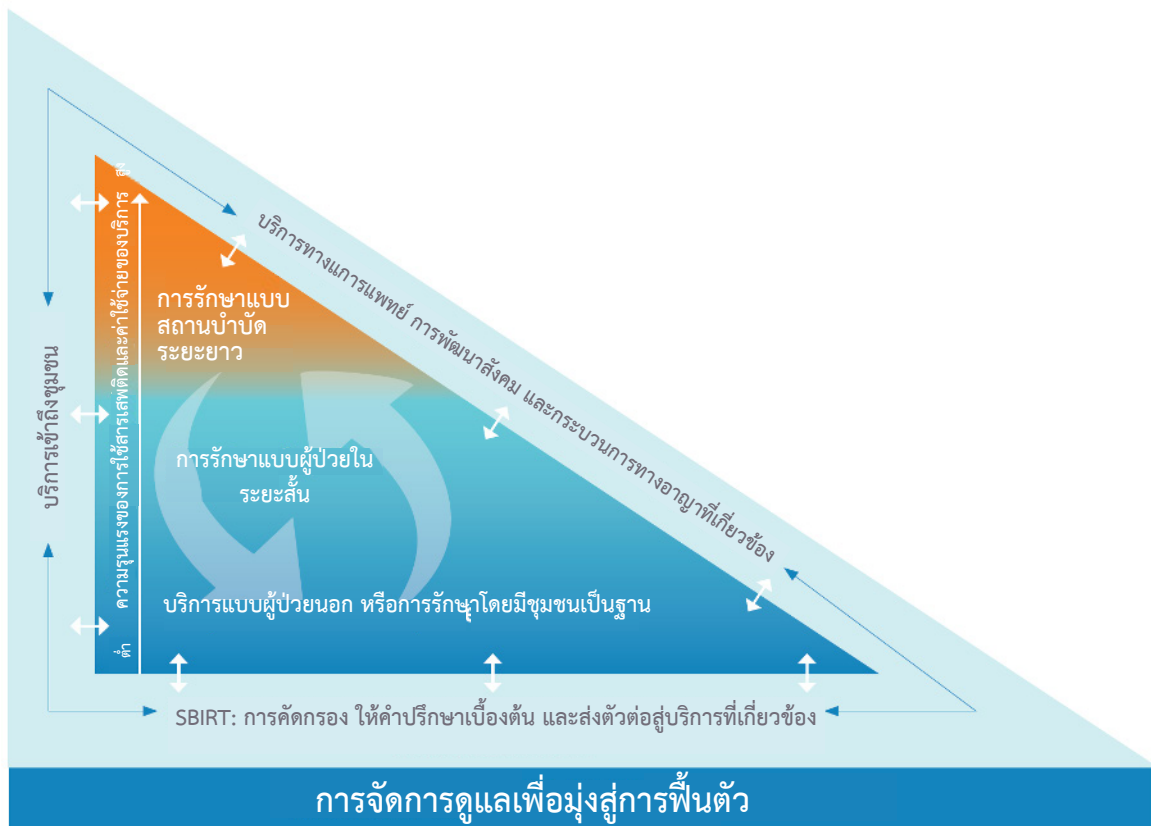 สูง
ความรุนแรงของการใช้สารเสพติดและค่าใช้จ่ายของบริการ
ต่ำ
บริการเข้าถึงชุมชน
บริการทางแการแพทย์ การพัฒนาสังคม และกระบวนการทางอาญาที่เกี่ยวข้อง
การรักษาแบบ
สถานบำบัด
ระยะยาว
การรักษาแบบผู้ป่วยใน
ระยะสั้น
บริการแบบผู้ป่วยนอก หรือการรักษาโดยมีชุมชนเป็นฐาน
SBIRT: การคัดกรอง ให้คำปรึกษาเบื้องต้น และส่งตัวต่อสู่บริการที่เกี่ยวข้อง
การจัดการดูแลเพื่อมุ่งสู่การฟื้นตัว